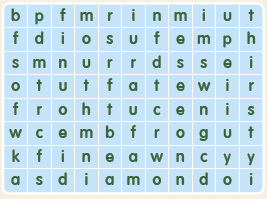 b p f m r i n m i u t
f d i o s u f e m p h
s m n u r r d s s e i
o t u t f a t e w i r
f r o h t u c e n i s
w c e m b f r o g u t
k f i n e a w n c y y
a s d i a m o n d o i